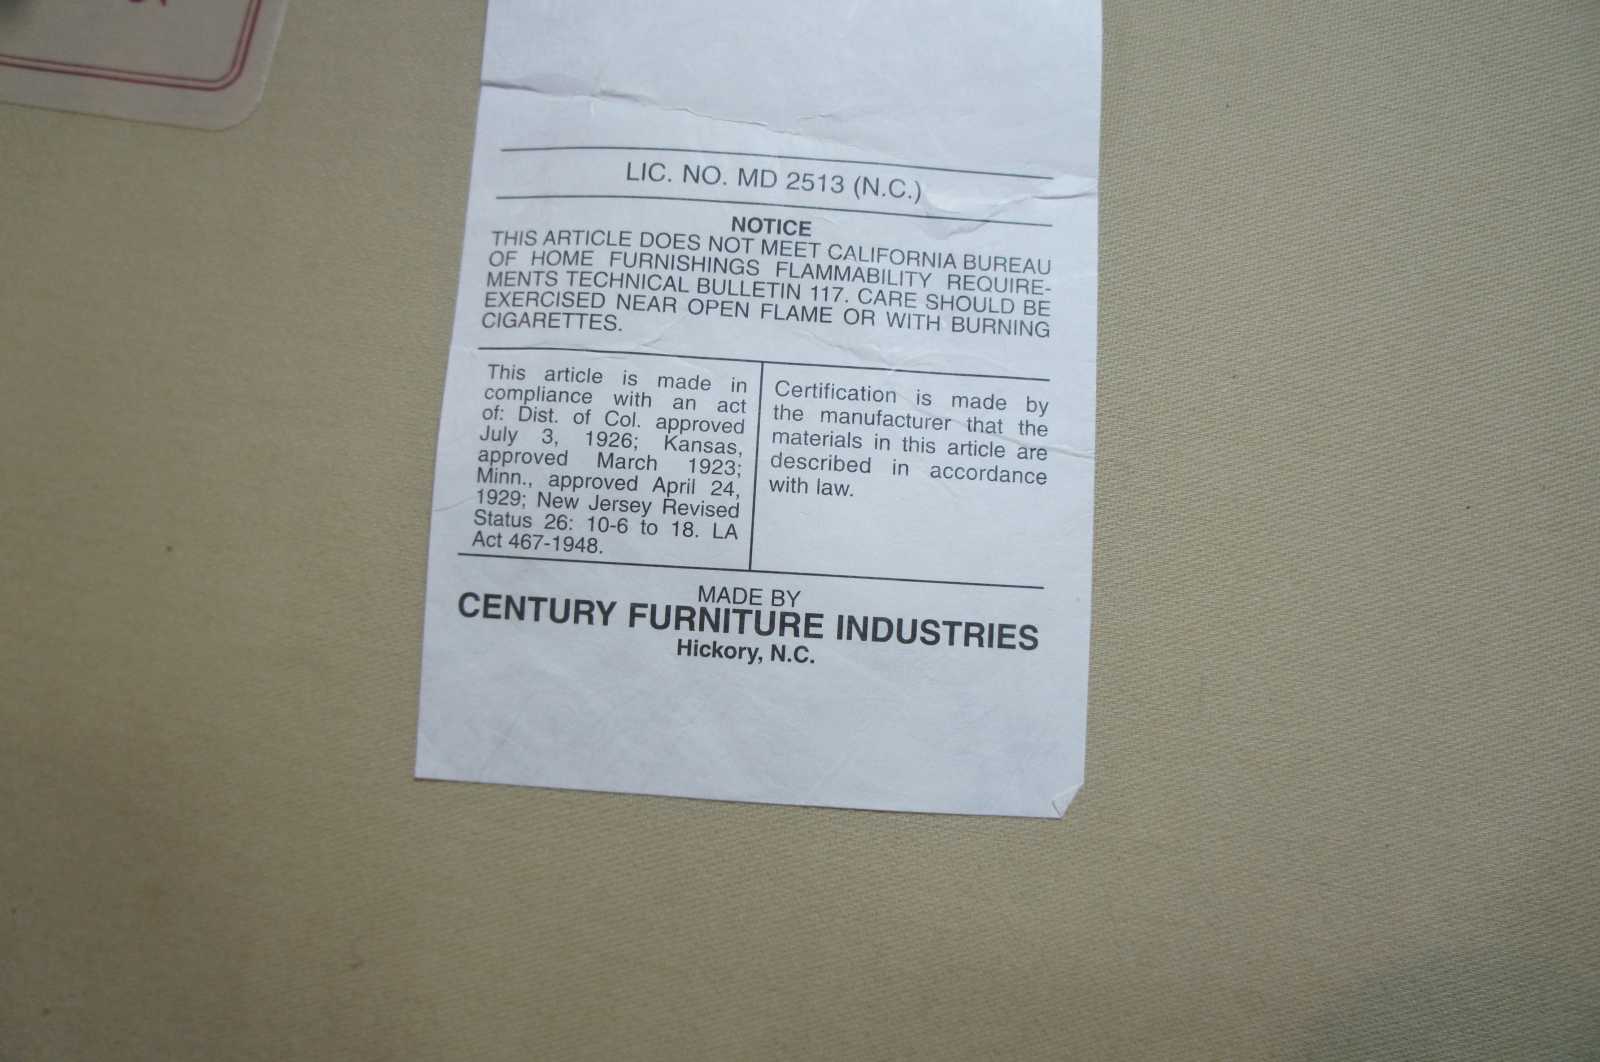 LIC. NO. MD 2513 (N.C.)
NOTICE
THIS ARTICLE DOES NOT MEET CALIFORNIA BUREAU
OF HOME FURNISHINGS FLAMMABILITY REQUIRE-
MENTS TECHNICAL BULLETIN 117. CARE SHOULD BE
EXERCISED NEAR OPEN FLAME OR WITH BURNING
CIGARETTES.
This article is made in
compliance with an act
of: Dist. of Col. approved
July 3, 1926; Kansas,
approved March 1923;
Minn., approved April 24,
1929; New Jersey Revised
Status 26: 10-6 to 18. LA
Act 467-1948.
Certification is made by
the manufacturer that the
materials in this article are
described in accordance
with law.
MADE BY
CENTURY FURNITURE INDUSTRIES
Hickory, N.C.